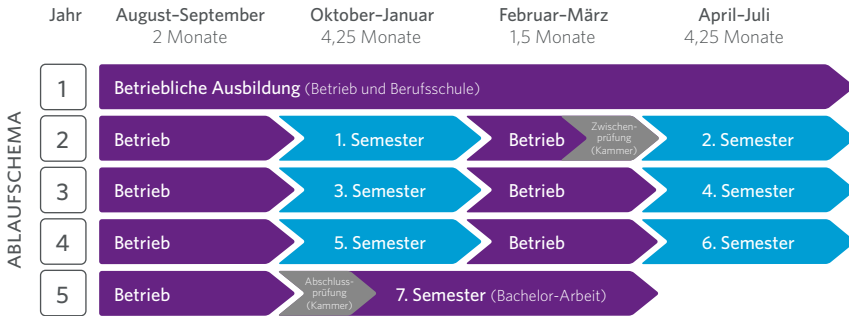 Jahr
August–September
2 Monate
Oktober–Januar
4,25 Monate
Februar–März
1,5 Monate
April–Juli
4,25 Monate
ABLAUFSCHEMA
1
Betriebliche Ausbildung (Betrieb und Berufsschule)
2
Betrieb
1. Semester
Betrieb
Zwischen-
prüfung
(Kammer)
2. Semester
3
Betrieb
3. Semester
Betrieb
4. Semester
4
Betrieb
5. Semester
Betrieb
6. Semester
5
Betrieb
Abschluss-
prüfung
(Kammer)
7. Semester (Bachelor-Arbeit)